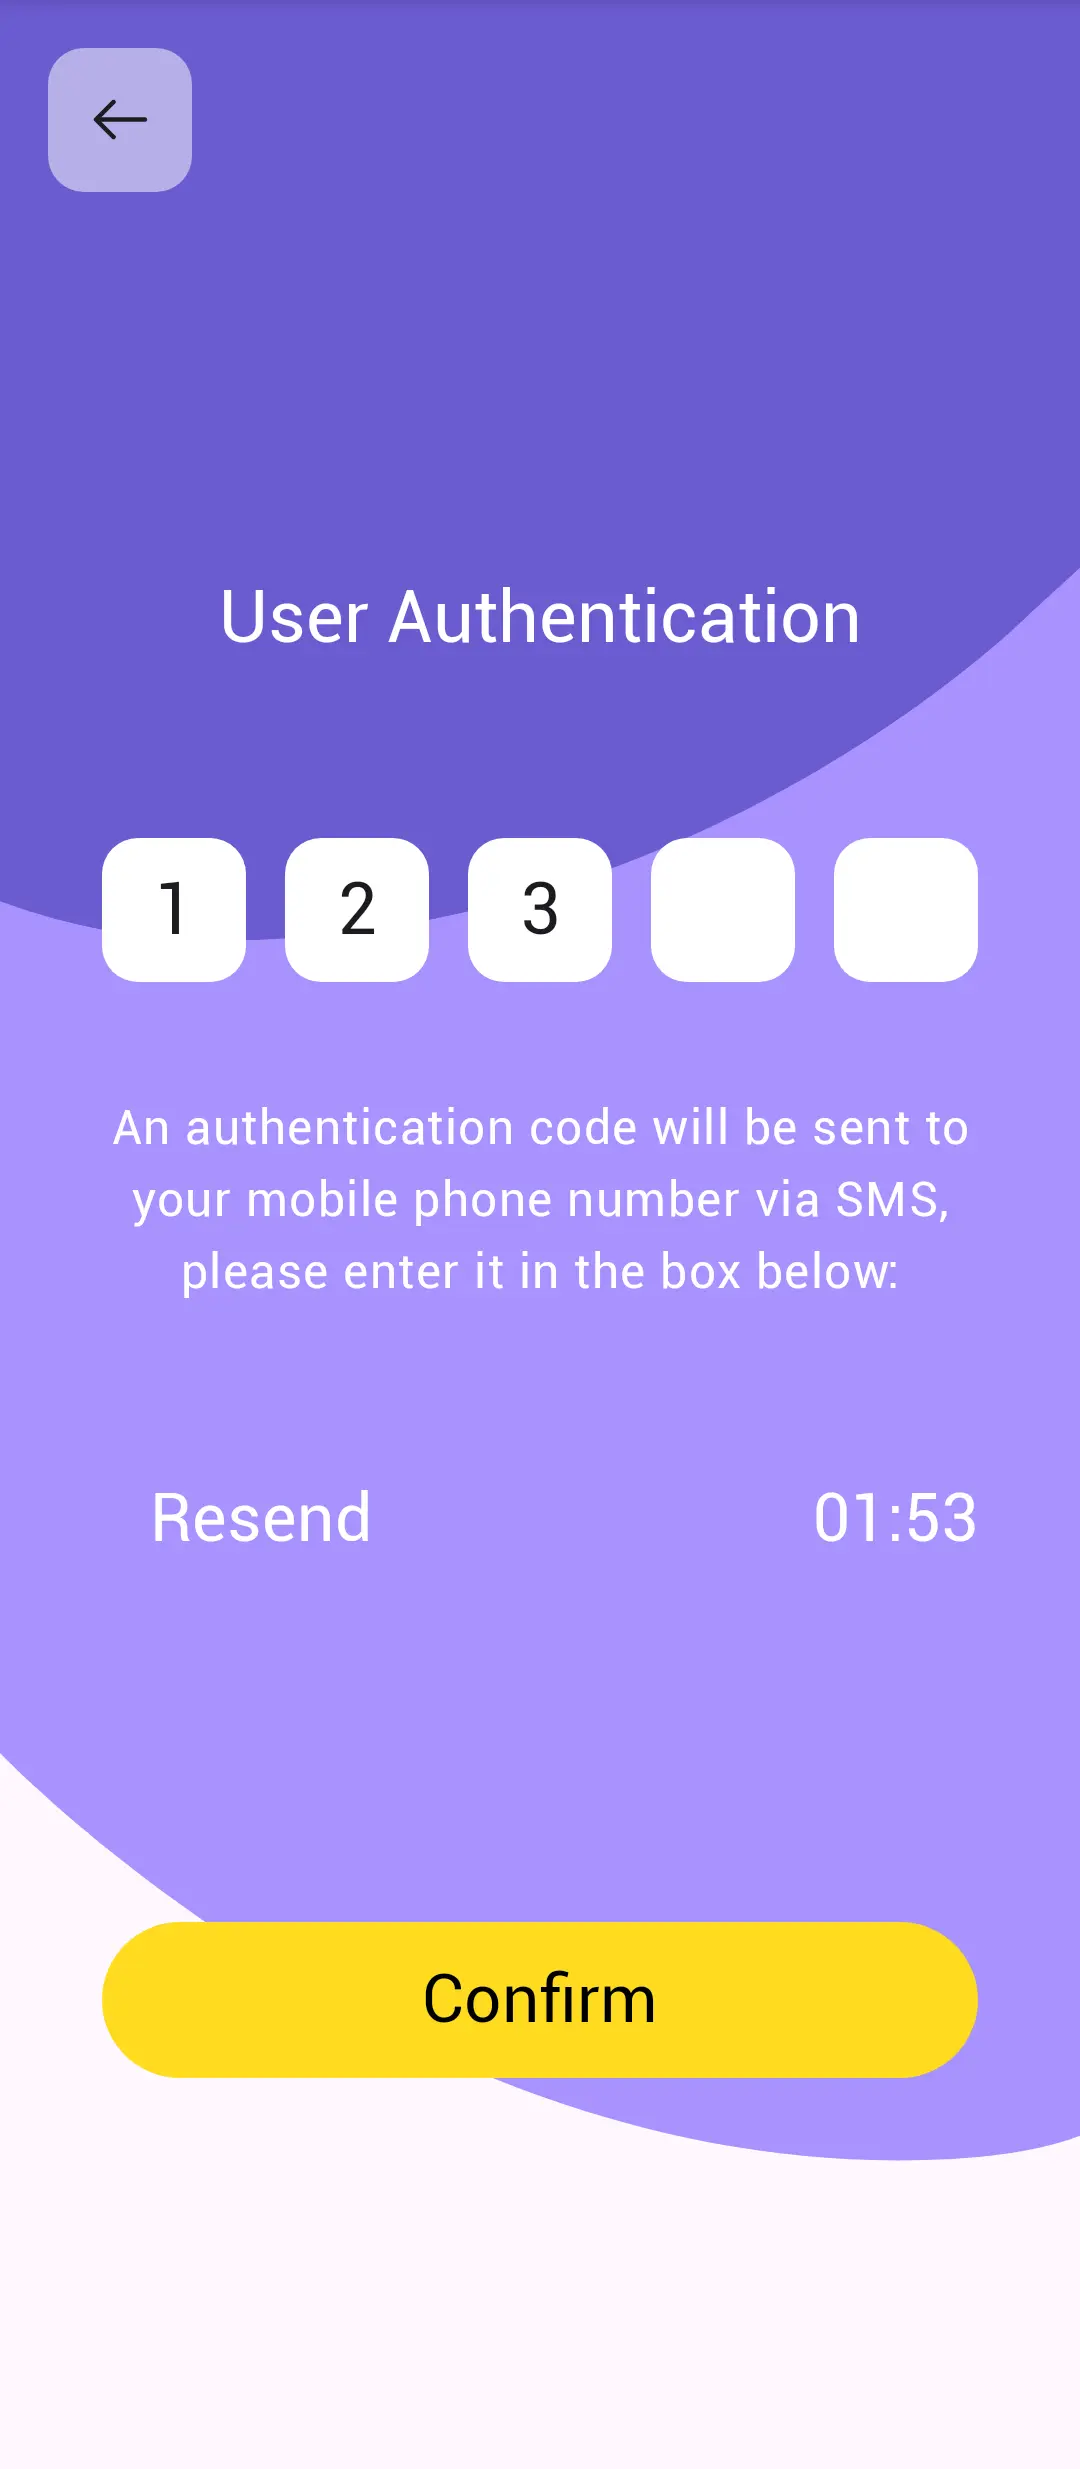 User Authentication
1 2 3
An authentication code will be sent to
your mobile phone number via SMS,
please enter it in the box below:
Resend 01:53
Confirm